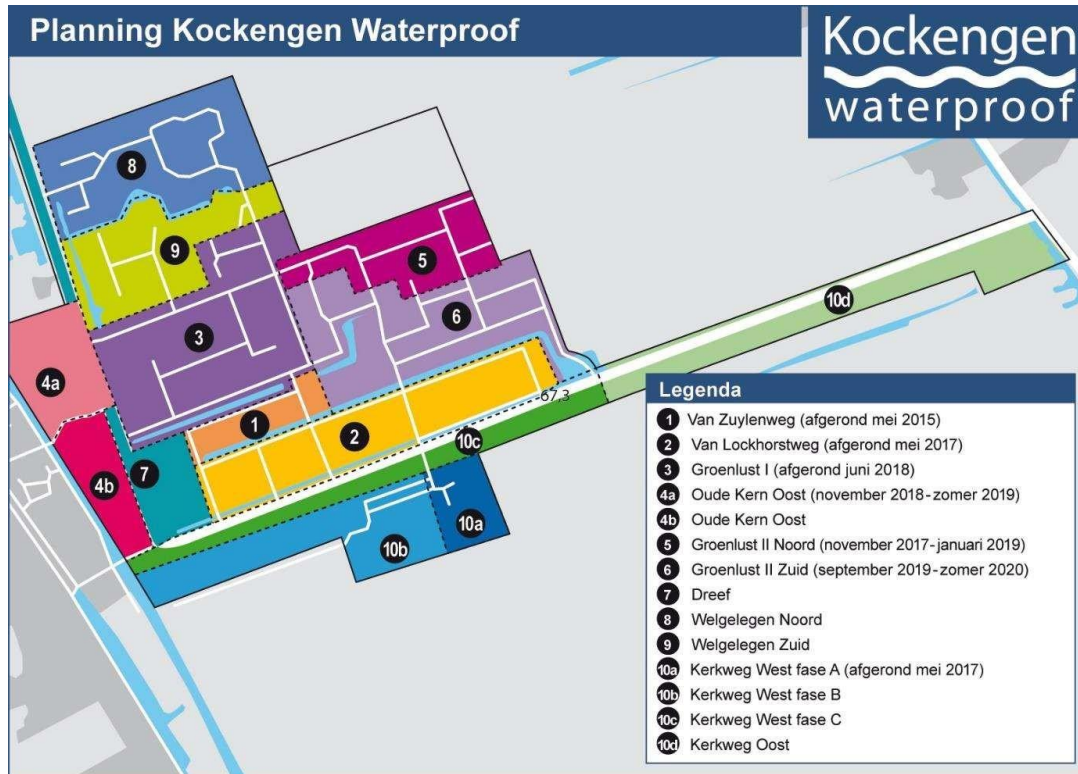 Planning Kockengen Waterproof
Kockengen
waterproof
8
9
5
10d
3
6
4a
67,3
1
2
10c
7
4b
10a
10b
Legenda
1 Van Zuylenweg (afgerond mei 2015)
2 Van Lockhorstweg (afgerond mei 2017)
3 Groenlust I (afgerond juni 2018)
4a Oude Kern Oost (november 2018-zomer 2019)
4b Oude Kern Oost
5 Groenlust II Noord (november 2017-januari 2019)
6 Groenlust II Zuid (september 2019-zomer 2020)
7 Dreef
8 Welgelegen Noord
9 Welgelegen Zuid
10a Kerkweg West fase A (afgerond mei 2017)
10b Kerkweg West fase B
10c Kerkweg West fase C
10d Kerkweg Oost